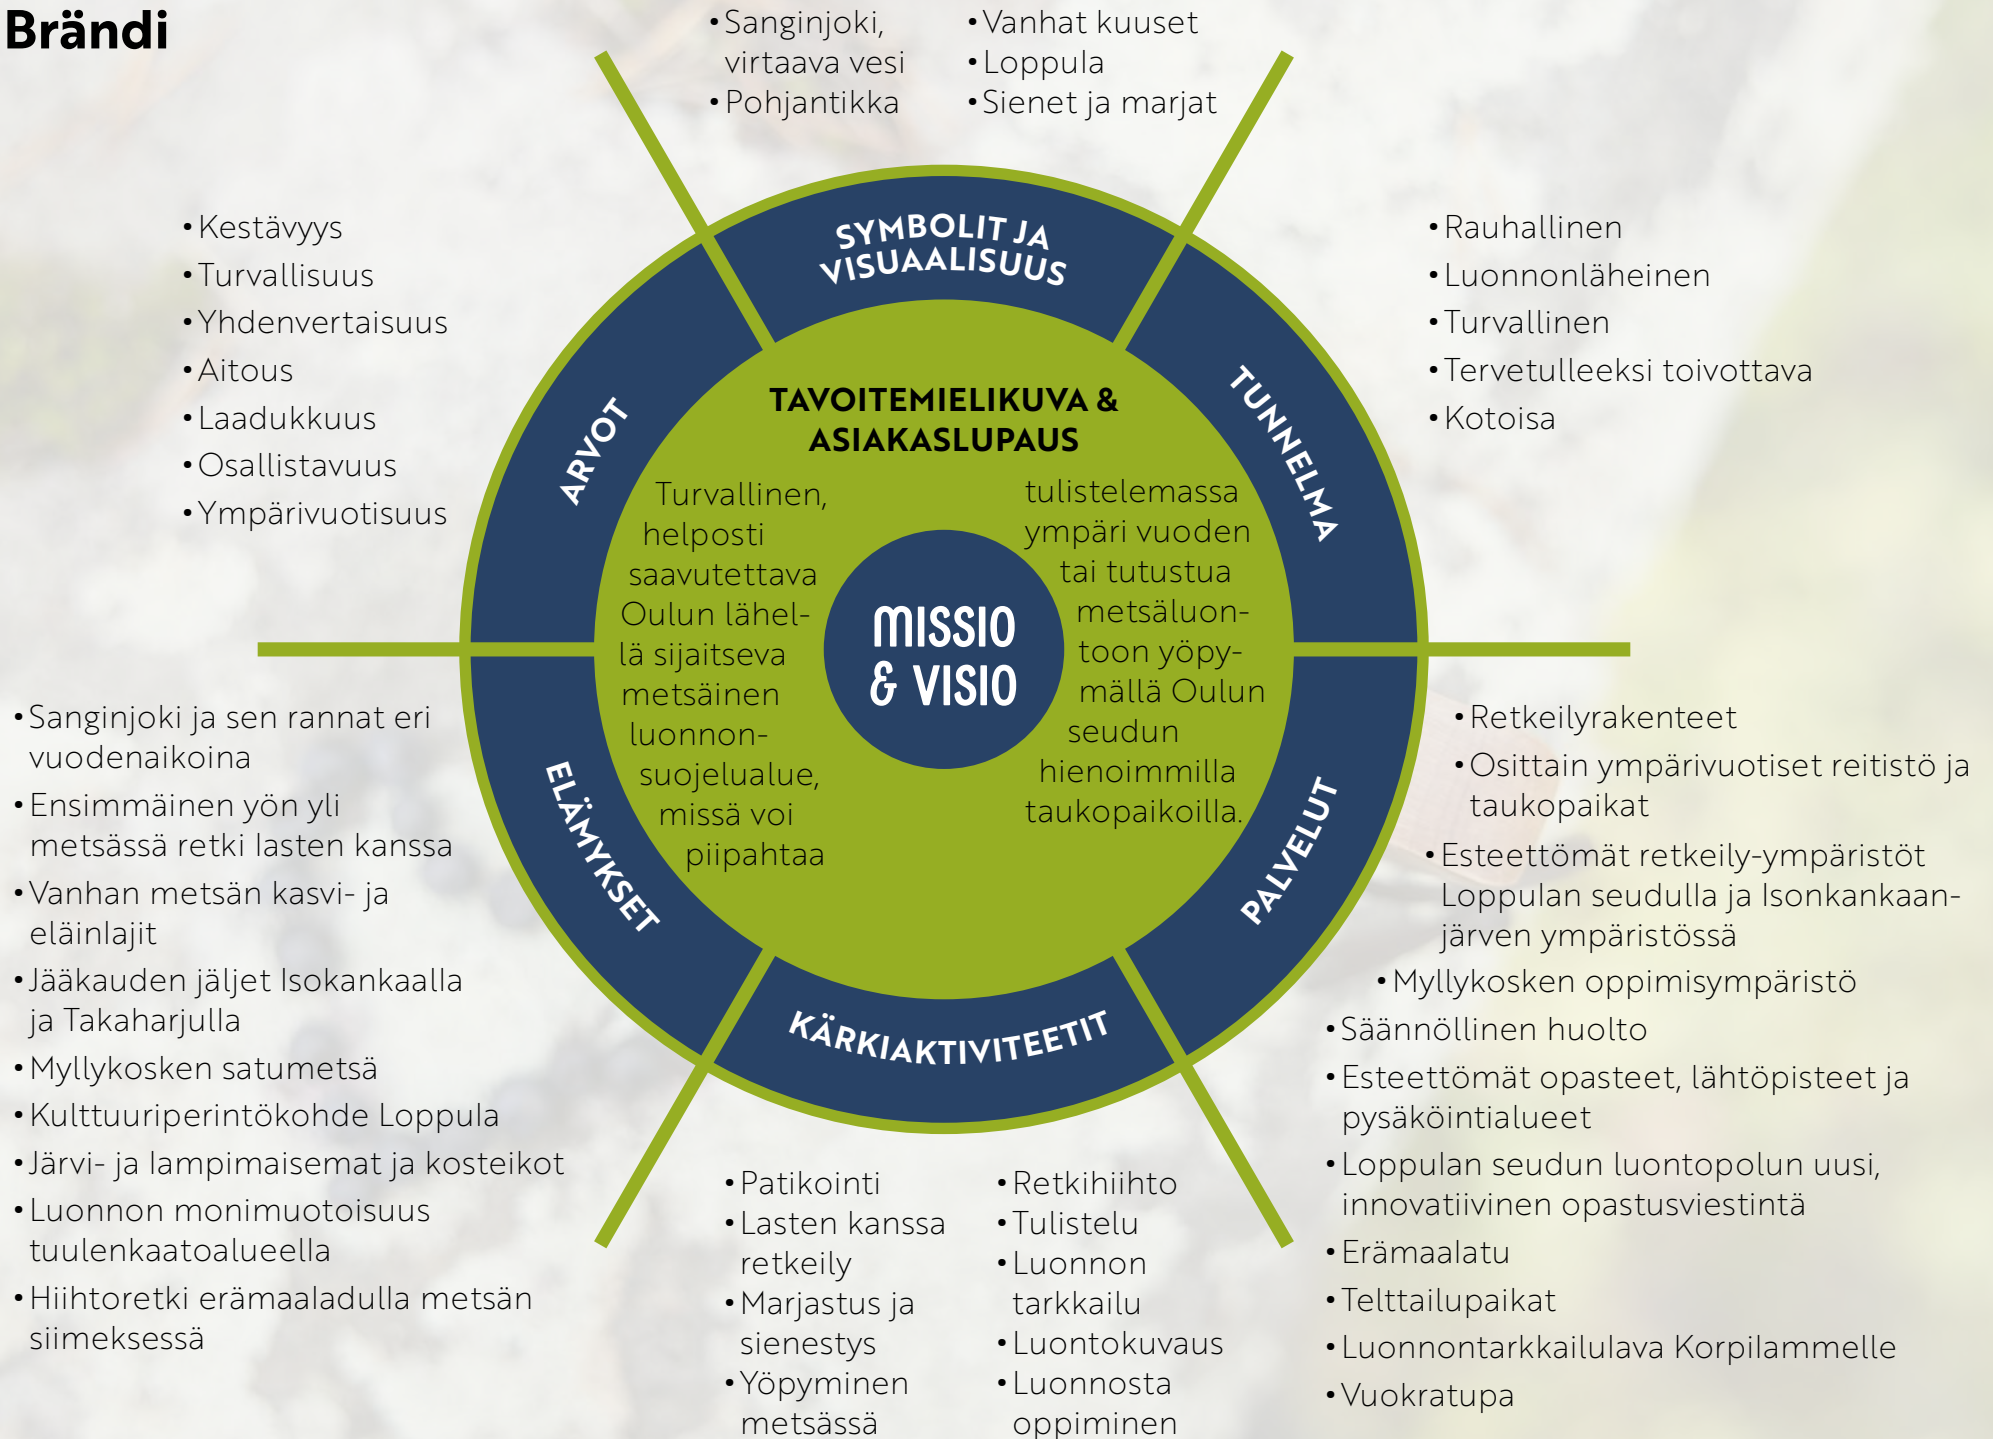 Brändi
•Sanginjoki,
virtaava vesi
•Pohjantikka
•Vanhat kuuset
•Loppula
•Sienet ja marjat
•Kestävyys
•Turvallisuus
•Yhdenvertaisuus
•Aitous
•Laadukkuus
•Osallistavuus
•Ympärivuotisuus
SYMBOLIT JA
VISUAALISUUS
•Rauhallinen
•Luonnonläheinen
•Turvallinen
•Tervetulleeksi toivottava
•Kotoisa
ARVOT
TUNNELMA
TAVOITEMIELIKUVA &
ASIAKASLUPAUS
Turvallinen,
helposti
saavutettava
Oulun lähel-
lä sijaitseva
metsäinen
luonnon-
suojelualue,
missä voi
piipahtaa
tulistelemassa
ympäri vuoden
tai tutustua
metsäluon-
toon yöpy-
mällä Oulun
seudun
hienoimmilla
taukopaikoilla.
MISSIO
& VISIO
ELÄMYKSET
PALVELUT
KÄRKIAKTIVITEETIT
•Sanginjoki ja sen rannat eri
vuodenaikoina
•Ensimmäinen yön yli
metsässä retki lasten kanssa
•Vanhan metsän kasvi- ja
eläinlajit
•Jääkauden jäljet Isokankaalla
ja Takaharjulla
•Myllykosken satumetsä
•Kulttuuriperintökohde Loppula
•Järvi- ja lampimaisemat ja kosteikot
•Luonnon monimuotoisuus
tuulenkaatoalueella
•Hiihtoretki erämaaladulla metsän
siimeksessä
•Patikointi
•Lasten kanssa
retkeily
•Marjastus ja
sienestys
•Yöpyminen
metsässä
•Retkihiihto
•Tulistelu
•Luonnon
tarkkailu
•Luontokuvaus
•Luonnosta
oppiminen
•Retkeilyrakenteet
•Osittain ympärivuotiset reitistö ja
taukopaikat
•Esteettömät retkeily-ympäristöt
Loppulan seudulla ja Isonkankaan-
järven ympäristössä
•Myllykosken oppimisympäristö
•Säännöllinen huolto
•Esteettömät opasteet, lähtöpisteet ja
pysäköintialueet
•Loppulan seudun luontopolun uusi,
innovatiivinen opastusviestintä
•Erämaalatu
•Telttailupaikat
•Luonnontarkkailulava Korpilammelle
•Vuokratupa